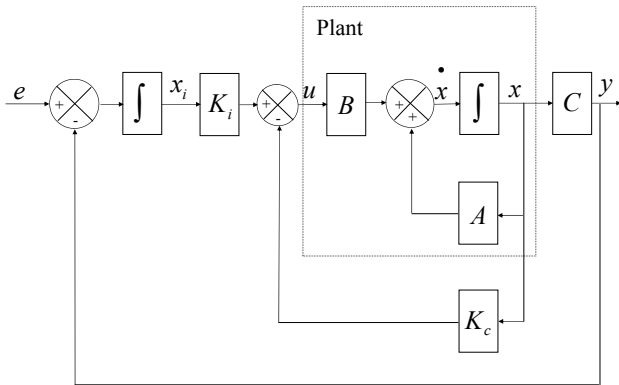 Plant
e
+
-
∫
x_i
K_i
+
-
u
B
+
+
ẋ
∫
x
C
y
A
K_c